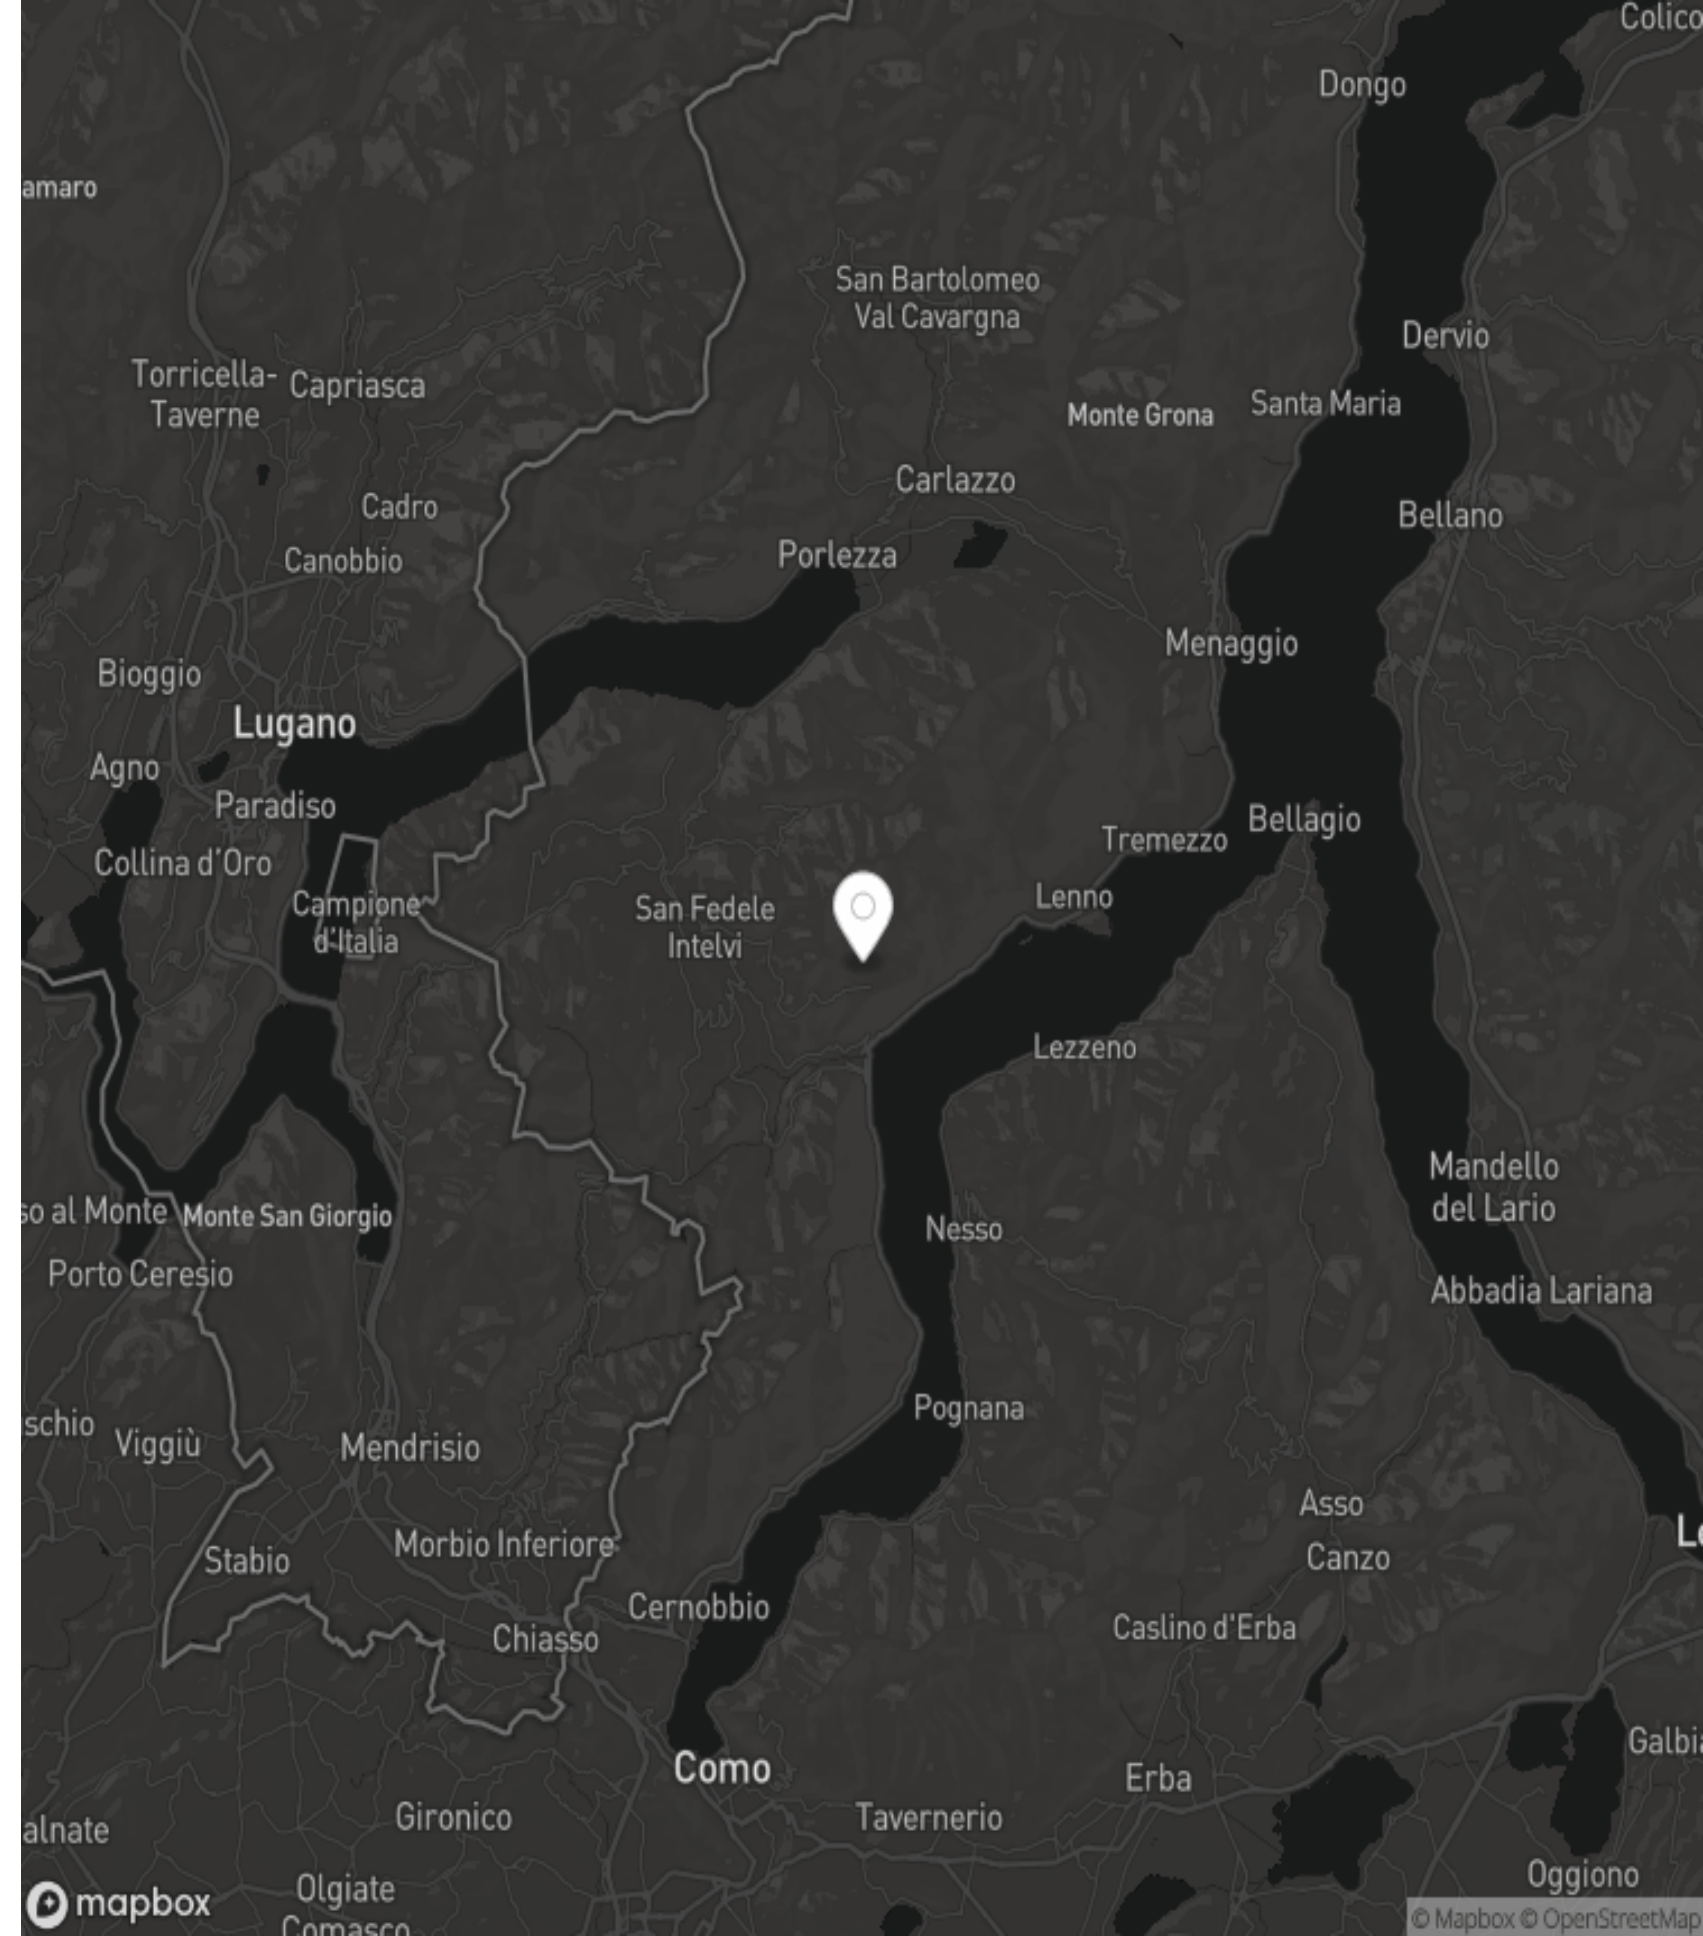 Colico
Dongo
amaro
San Bartolomeo
Val Cavargna
Dervio
Torricella-
Taverne
Capriasca
Santa Maria
Monte Grona
Carlazzo
Cadro
Bellano
Porlezza
Canobbio
Menaggio
Bioggio
Lugano
Agno
Paradiso
Bellagio
Tremezzo
Collina d'Oro
Lenno
Campione
d'Italia
San Fedele
Intelvi
Lezzeno
Mandello
del Lario
so al Monte
Monte San Giorgio
Nesso
Porto Ceresio
Abbadia Lariana
Pognana
schio
Viggiù
Mendrisio
Asso
Le
Morbio Inferiore
Stabio
Canzo
Cernobbio
Caslino d'Erba
Chiasso
Galbia
Como
Erba
Gironico
Tavernerio
alnate
Oggiono
Olgiate
Comasco
mapbox
© Mapbox © OpenStreetMap